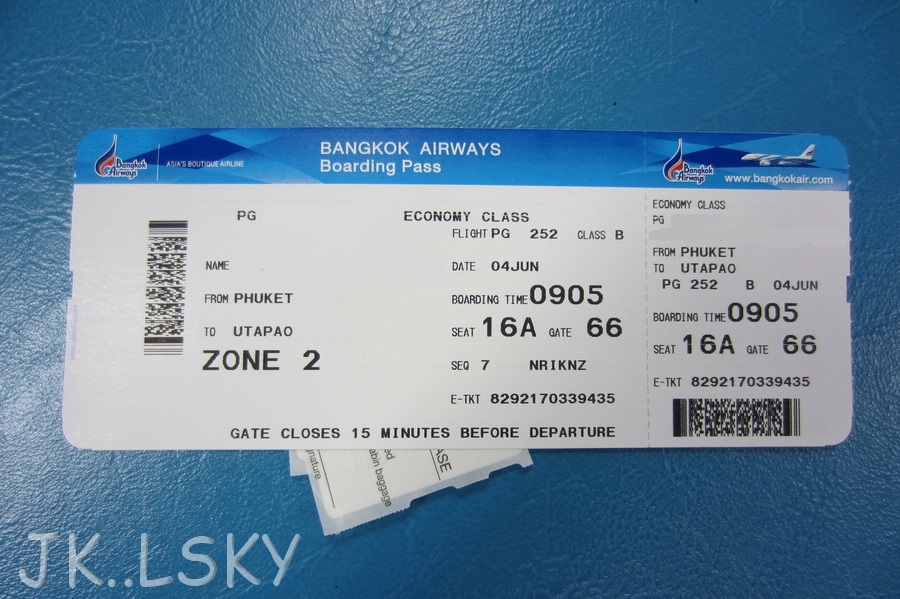 Bangkok Airways
ASIA'S BOUTIQUE AIRLINE
BANGKOK AIRWAYS
Boarding Pass
PG
ECONOMY CLASS
FLIGHT PG 252 CLASS B
NAME
DATE 04JUN
FROM PHUKET
BOARDING TIME 0905
TO UTAPAO
SEAT 16A GATE 66
ZONE 2
SEQ 7 NRIKNZ
E-TKT 8292170339435
GATE CLOSES 15 MINUTES BEFORE DEPARTURE
Bangkok Airways
www.bangkokair.com
ECONOMY CLASS
PG
FROM PHUKET
TO UTAPAO
PG 252 B 04JUN
BOARDING TIME 0905
SEAT 16A GATE 66
E-TKT 8292170339435
cabin baggage
JK..LSKY